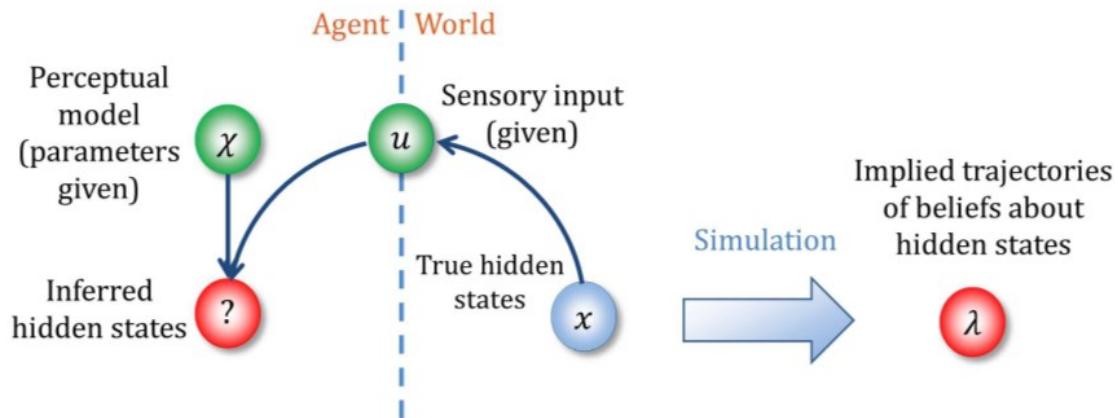 Agent World
Perceptual
model
(parameters
given)
χ
u
Sensory input
(given)
Inferred
hidden states
?
True hidden
states
x
Simulation
Implied trajectories
of beliefs about
hidden states
λ